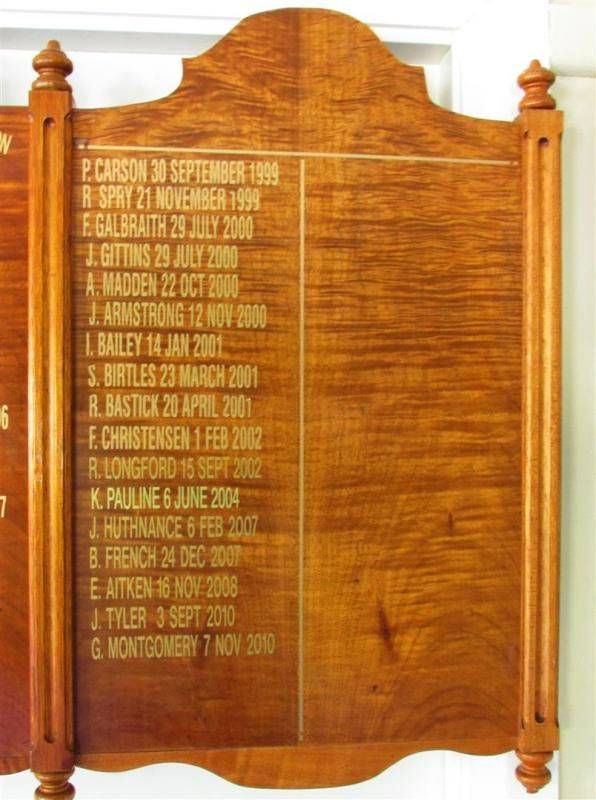 P. CARSON 30 SEPTEMBER 1999
R SPRY 21 NOVEMBER 1999
F. GALBRAITH 29 JULY 2000
J. GITTINS 29 JULY 2000
A. MADDEN 22 OCT 2000
J. ARMSTRONG 12 NOV 2000
I. BAILEY 14 JAN 2001
S. BIRTLES 23 MARCH 2001
R. BASTICK 20 APRIL 2001
F. CHRISTENSEN 1 FEB 2002
R. LONGFORD 15 SEPT 2002
K. PAULINE 6 JUNE 2004
J. HUTHNANCE 6 FEB 2007
B. FRENCH 24 DEC 2007
E. AITKEN 16 NOV 2008
J. TYLER 3 SEPT 2010
G. MONTGOMERY 7 NOV 2010